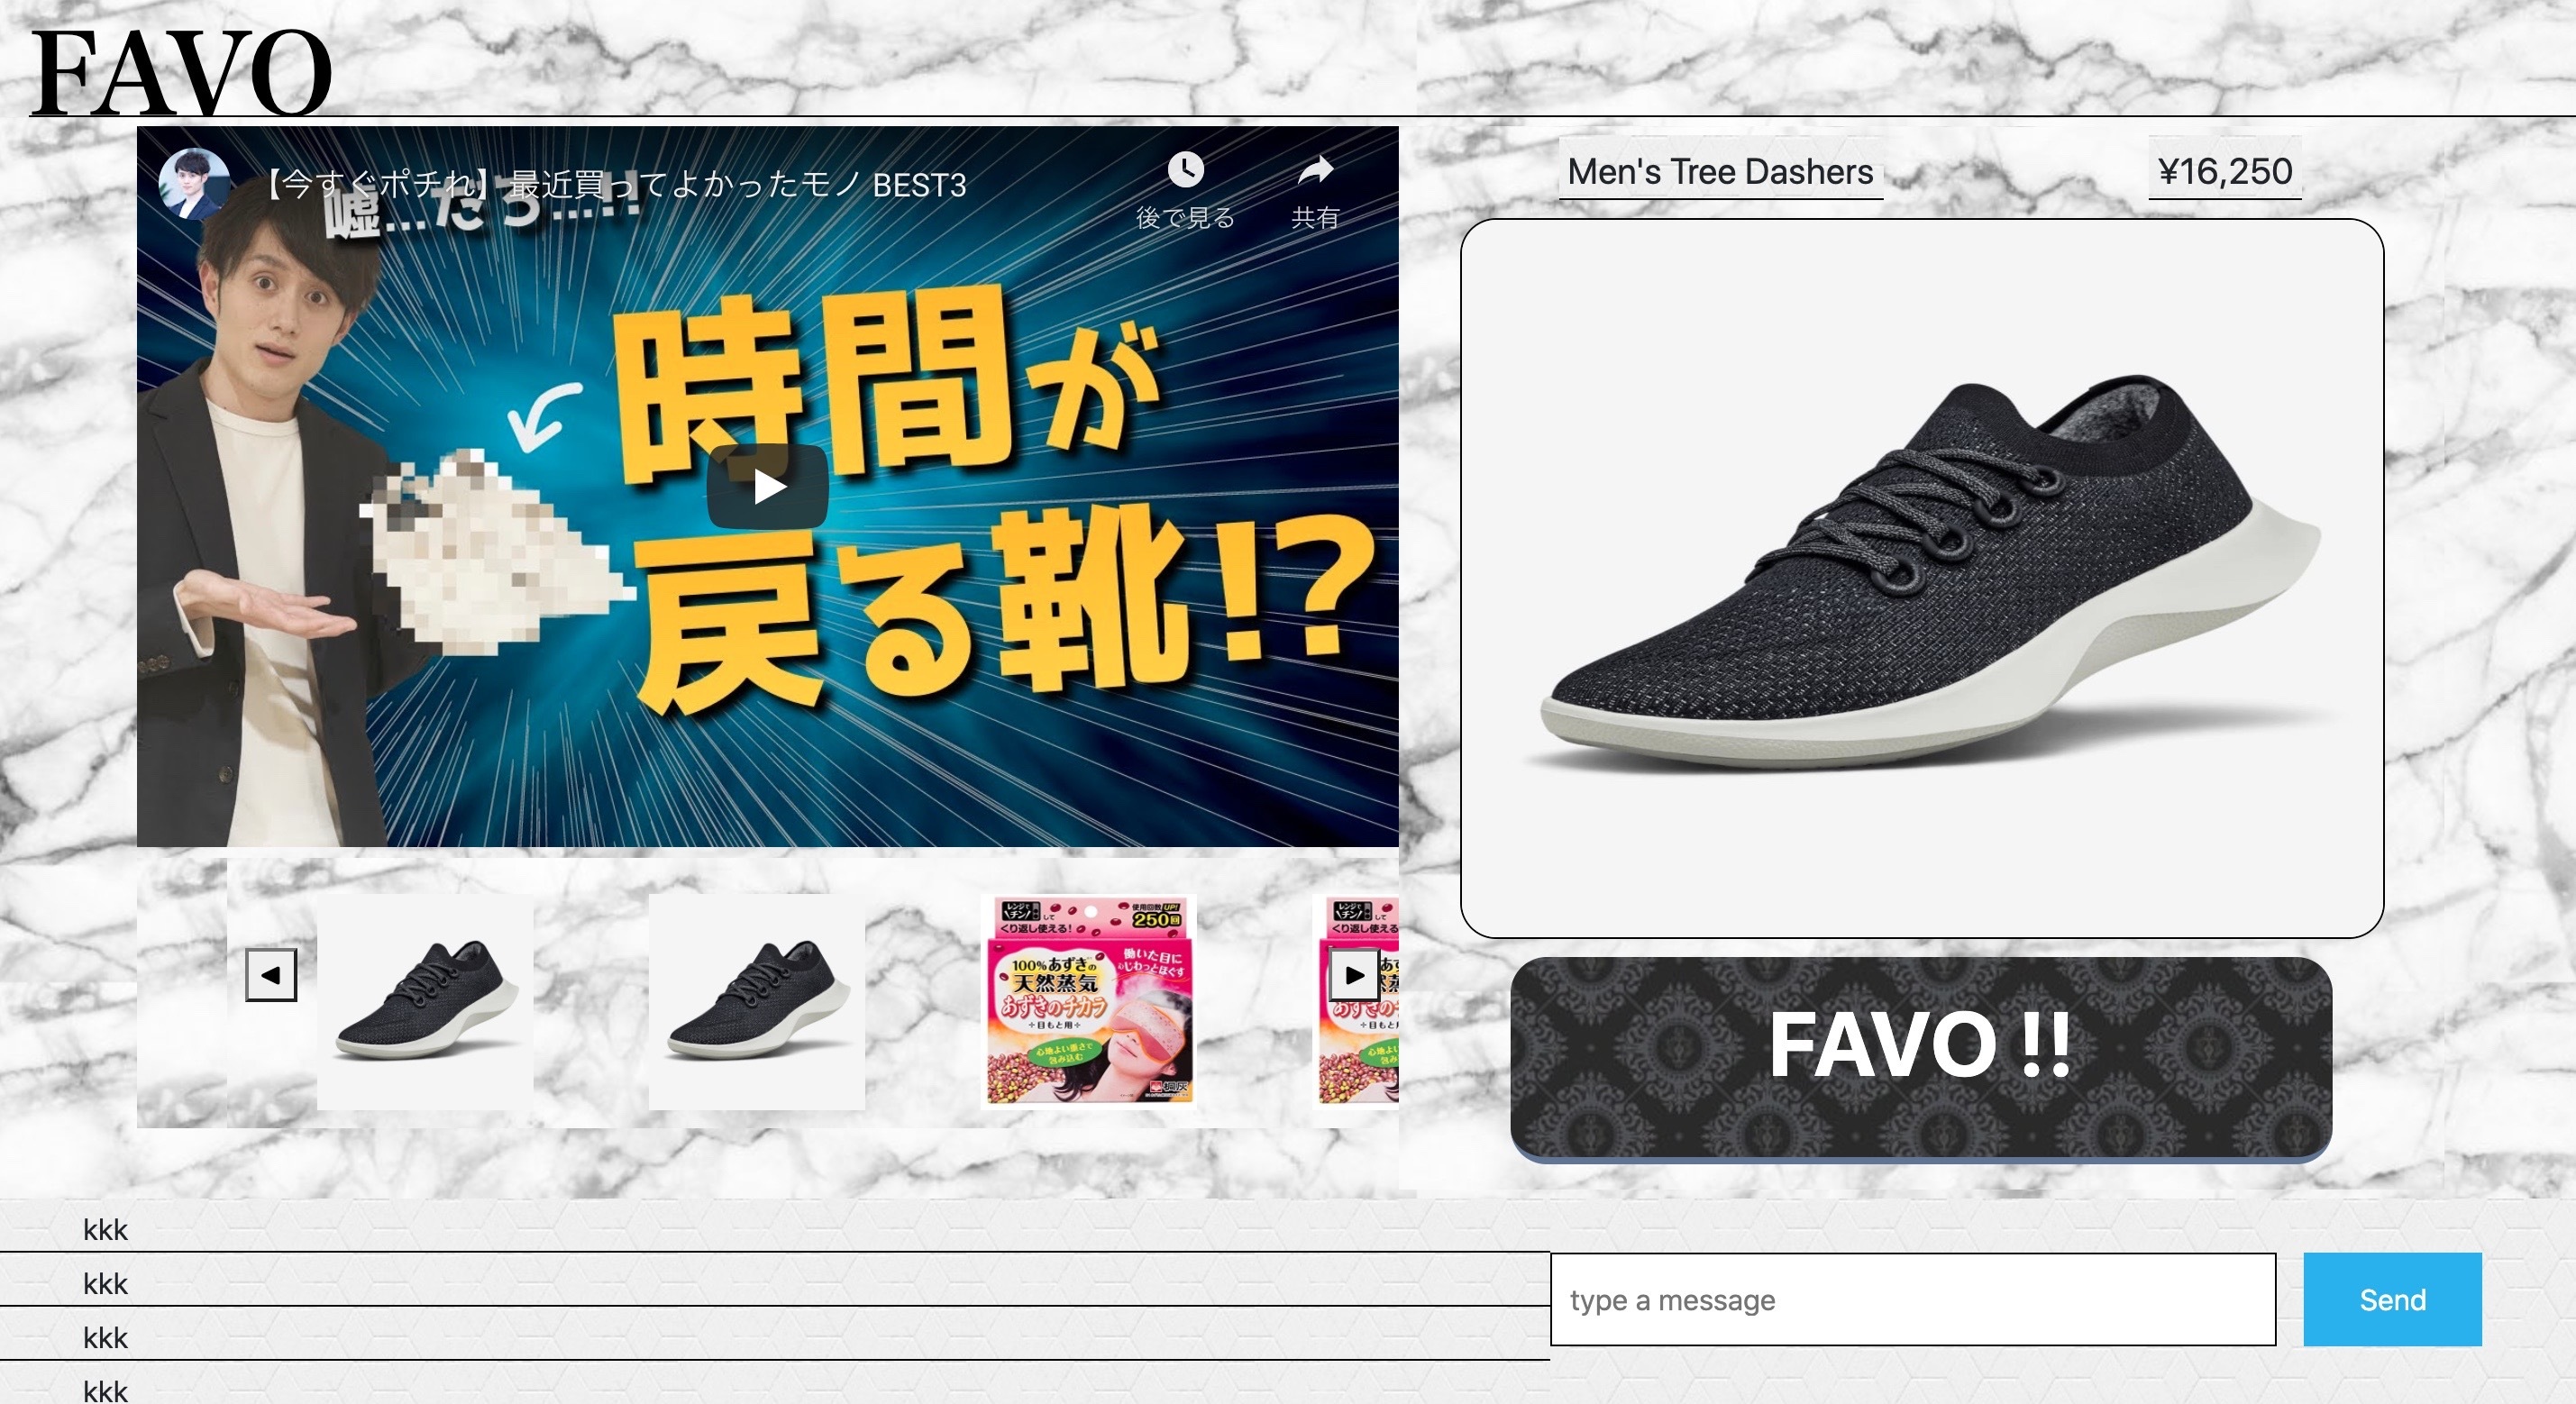 FAVO
【今すぐポチれ】最近買ってよかったモノ BEST3
後で見る
共有
嘘…だろ…!!
時間が
戻る靴!?
Men's Tree Dashers
¥16,250
レンジでチン!して
くり返し使える!
使用回数UP!
250回
働いた目に
じわっとほぐす
100%あずきの
天然蒸気
あずきのチカラ
目もと用
心地よい重さで
包み込む
桐灰
FAVO !!
kkk
kkk
kkk
kkk
type a message
Send